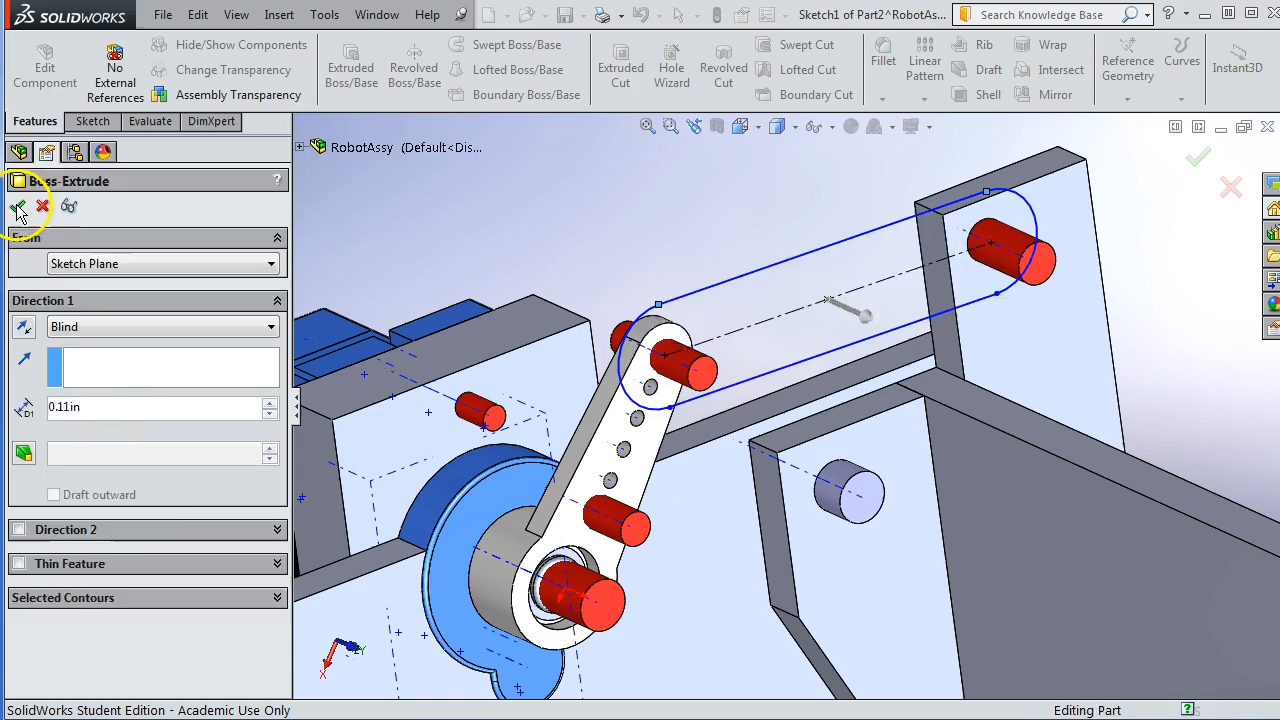 SOLIDWORKS
File Edit View Insert Tools Window Help
Sketch1 of Part2^RobotAs...
Search Knowledge Base
Edit Component
No External References
Hide/Show Components
Change Transparency
Assembly Transparency
Extruded Boss/Base
Revolved Boss/Base
Swept Boss/Base
Lofted Boss/Base
Boundary Boss/Base
Extruded Cut
Hole Wizard
Revolved Cut
Swept Cut
Lofted Cut
Boundary Cut
Fillet
Linear Pattern
Rib
Draft
Shell
Wrap
Intersect
Mirror
Reference Geometry
Curves
Instant3D
Features Sketch Evaluate DimXpert
RobotAssy (Default<Dis...
Boss-Extrude
?
From
Sketch Plane
Direction 1
Blind
D1
0.11in
Draft outward
Direction 2
Thin Feature
Selected Contours
X
Y
SolidWorks Student Edition - Academic Use Only
Editing Part
?